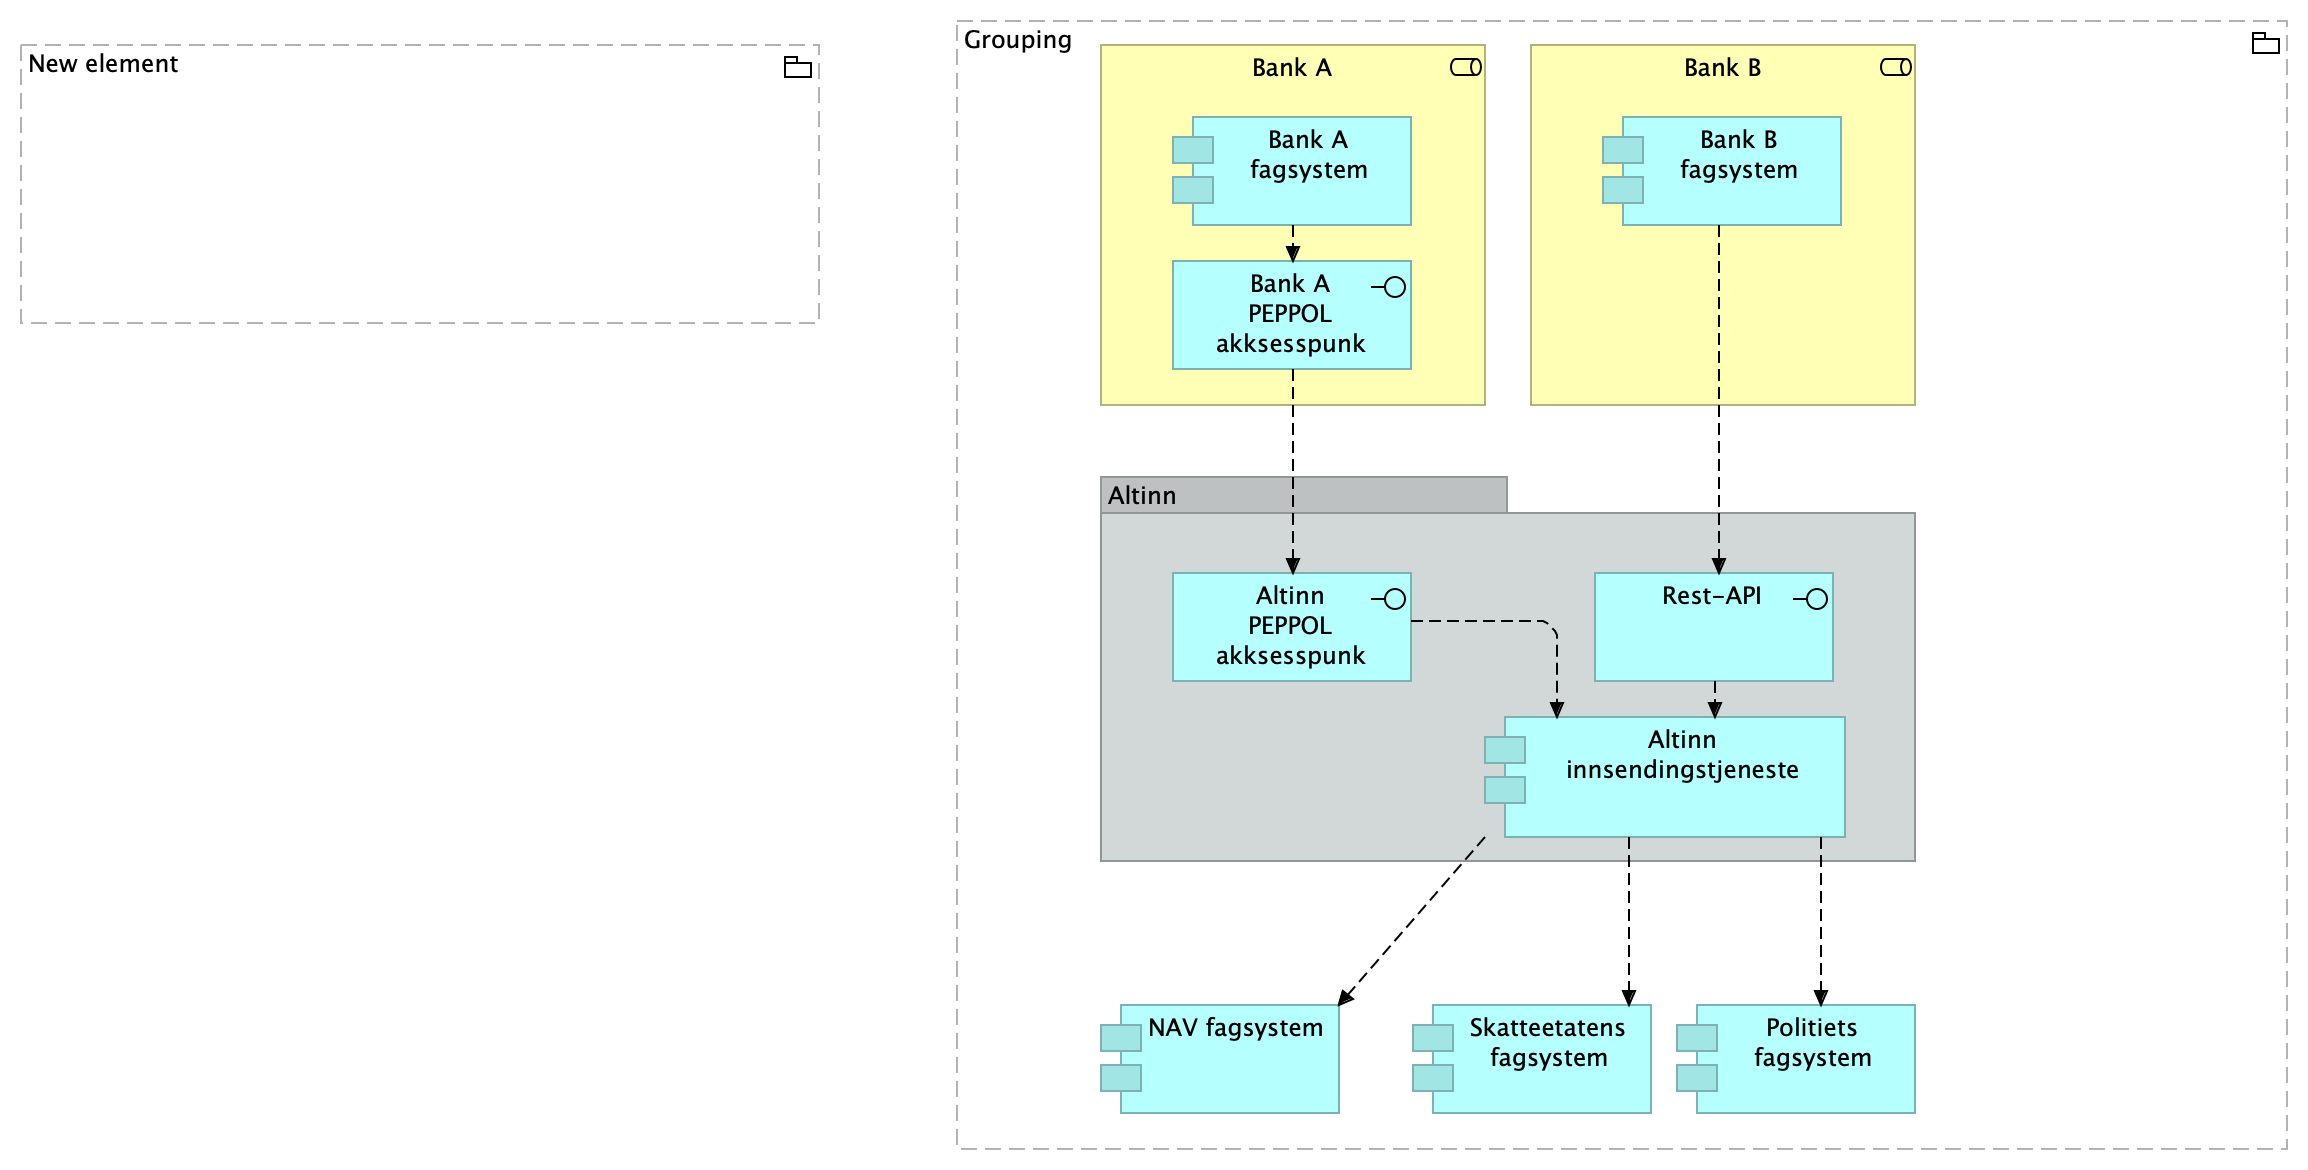 New element
Grouping
Bank A
Bank B
Bank A
fagsystem
Bank B
fagsystem
Bank A
PEPPOL
akksesspunk
Altinn
Altinn
PEPPOL
akksesspunk
Rest-API
Altinn
innsendingstjeneste
NAV fagsystem
Skatteetatens
fagsystem
Politiets
fagsystem